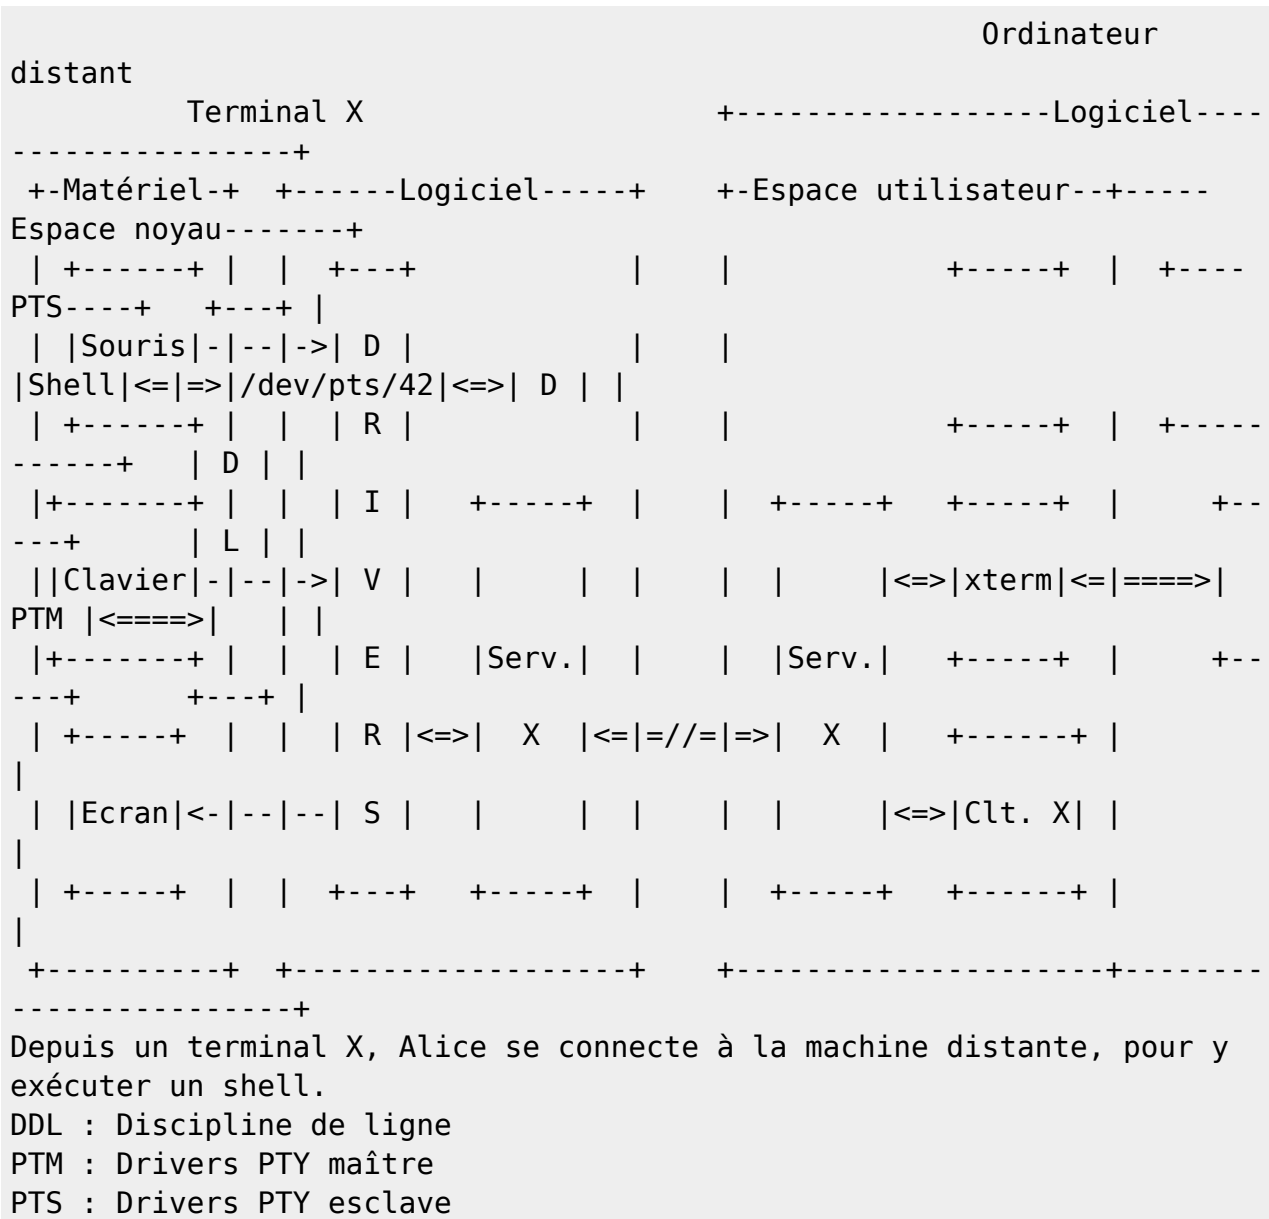 Ordinateur
distant
          Terminal X                    +------------------Logiciel----
----------------+
 +-Matériel-+  +------Logiciel-----+    +-Espace utilisateur--+-----
Espace noyau-------+
 | +------+ |  |  +---+            |    |            +-----+  |  +----
PTS----+   +---+ |
 | |Souris|-|--|->| D |            |    |
|Shell|<=|=>|/dev/pts/42|<=>| D | |
 | +------+ |  |  | R |            |    |            +-----+  |  +-----
------+   | D | |
 |+-------+ |  |  | I |   +-----+  |    |  +-----+   +-----+  |     +--
---+      | L | |
 ||Clavier|-|--|->| V |   |     |  |    |  |     |<=>|xterm|<=|====>|
PTM |<====>|   | |
 |+-------+ |  |  | E |   |Serv.|  |    |  |Serv.|   +-----+  |     +--
---+      +---+ |
 | +-----+  |  |  | R |<=>|  X  |<=|=//=|=>|  X  |   +------+ |
|
 | |Ecran|<-|--|--| S |   |     |  |    |  |     |<=>|Clt. X| |
|
 | +-----+  |  |  +---+   +-----+  |    |  +-----+   +------+ |
|
 +----------+  +-------------------+    +---------------------+--------
----------------+
Depuis un terminal X, Alice se connecte à la machine distante, pour y
exécuter un shell.
DDL : Discipline de ligne
PTM : Drivers PTY maître
PTS : Drivers PTY esclave